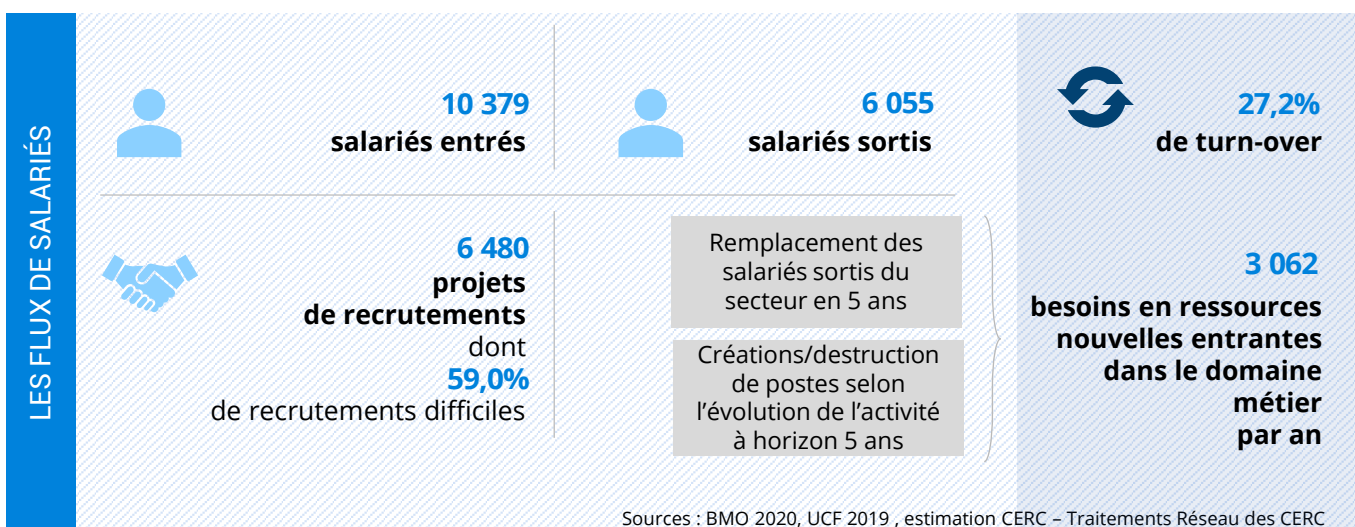 LES FLUX DE SALARIÉS
10 379
salariés entrés
6 055
salariés sortis
27,2%
de turn-over
6 480
projets
de recrutements
dont
59,0%
de recrutements difficiles
Remplacement des
salariés sortis du
secteur en 5 ans
Créations/destruction
de postes selon
l'évolution de l'activité
à horizon 5 ans
3 062
besoins en ressources
nouvelles entrantes
dans le domaine
métier
par an
Sources : BMO 2020, UCF 2019 , estimation CERC – Traitements Réseau des CERC